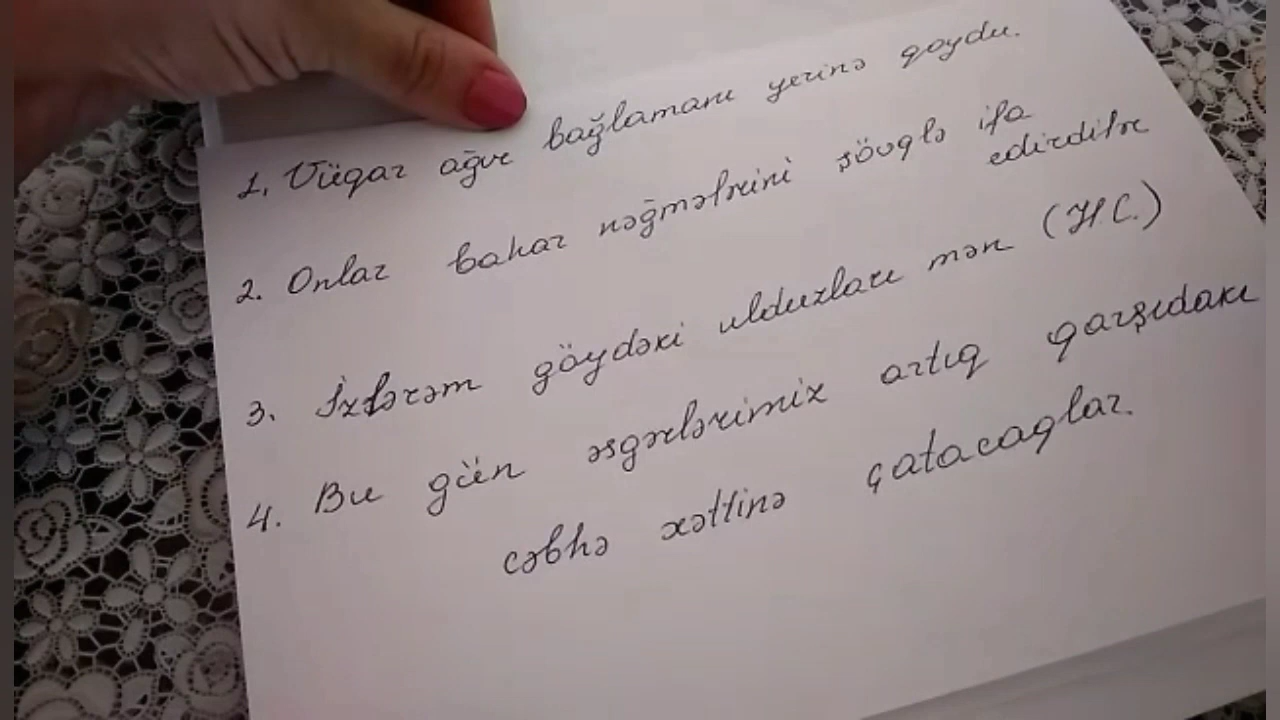 1. Vüqar ağır bağlamanı yerinə qoydu.
2. Onlar bahar nəğmələrini şövqlə ifa
edirdilər
3. İzlərəm göydəki ulduzları mən (H.C.)
4. Bu gün əsgərlərimiz artıq qarşıdakı
cəbhə xəttinə çatacaqlar.